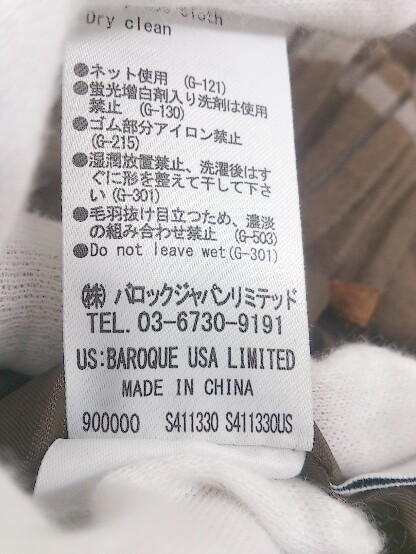 cloth
Dry clean
●ネット使用 (G-121)
●蛍光増白剤入り洗剤は使用
禁止 (G-130)
●ゴム部分アイロン禁止
(G-215)
●湿潤放置禁止、洗濯後はす
ぐに形を整えて干して下さ
い(G-301)
●毛羽抜け目立つため、濃淡
の組み合わせ禁止 (G-503)
●Do not leave wet(G-301)
(株) バロックジャパンリミテッド
TEL. 03-6730-9191
US:BAROQUE USA LIMITED
MADE IN CHINA
900000 S411330 S411330US